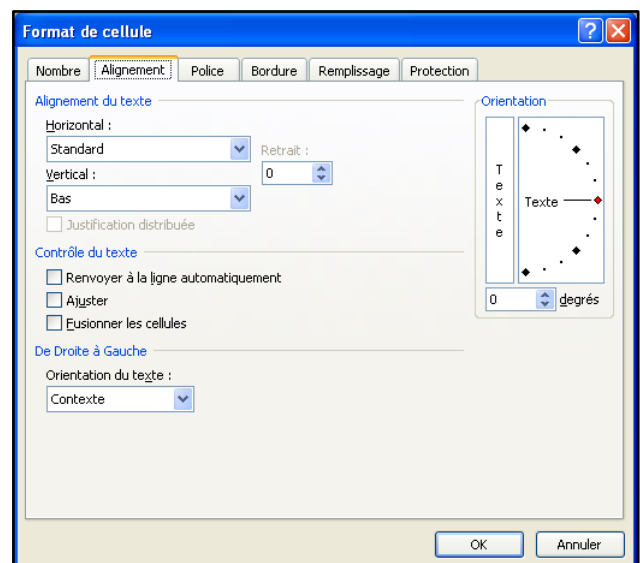 Format de cellule
Nombre Alignement Police Bordure Remplissage Protection
Alignement du texte
Horizontal :
Standard
Retrait :
0
Vertical :
Bas
Justification distribuée
Contrôle du texte
Renvoyer à la ligne automatiquement
Ajuster
Fusionner les cellules
De Droite à Gauche
Orientation du texte :
Contexte
Orientation
Texte
Texte
0 degrés
OK Annuler